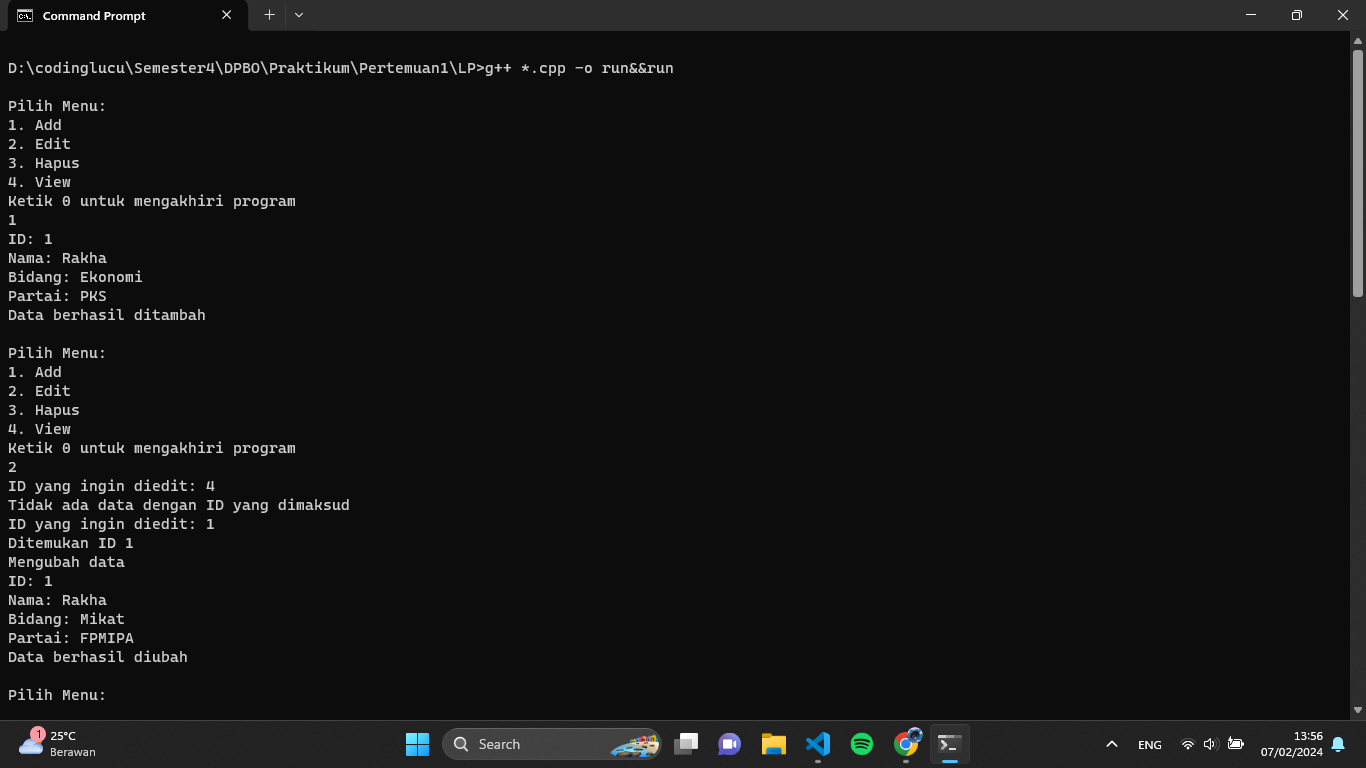 Command Prompt
D:\codinglucu\Semester4\DPBO\Praktikum\Pertemuan1\LP>g++ *.cpp -o run&&run
Pilih Menu:
1. Add
2. Edit
3. Hapus
4. View
Ketik 0 untuk mengakhiri program
1
ID: 1
Nama: Rakha
Bidang: Ekonomi
Partai: PKS
Data berhasil ditambah
Pilih Menu:
1. Add
2. Edit
3. Hapus
4. View
Ketik 0 untuk mengakhiri program
2
ID yang ingin diedit: 4
Tidak ada data dengan ID yang dimaksud
ID yang ingin diedit: 1
Ditemukan ID 1
Mengubah data
ID: 1
Nama: Rakha
Bidang: Mikat
Partai: FPMIPA
Data berhasil diubah
Pilih Menu:
1
25°C
Berawan
Search
ENG
13:56
07/02/2024